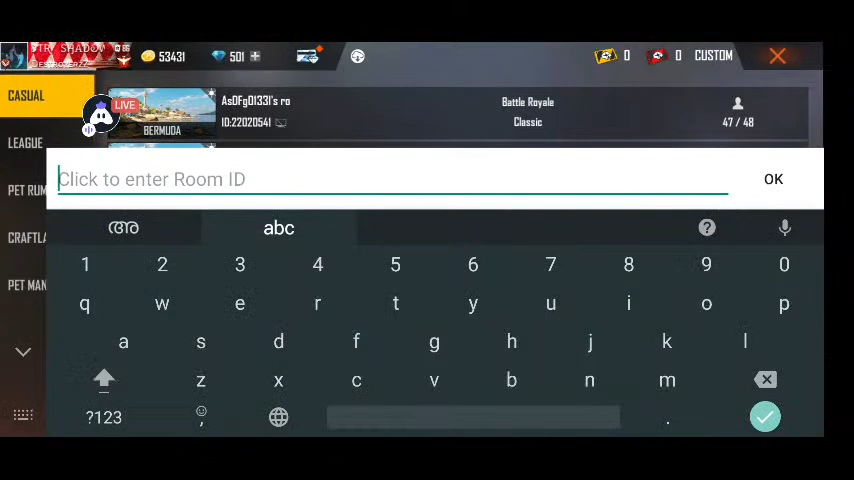 STR SHADOW
53431
501
0
0
CUSTOM
CASUAL
LIVE
BERMUDA
AsDFg01331's ro
ID:22020541
Battle Royale
Classic
47 / 48
LEAGUE
PET RUM
CRAFTLA
PET MAN
Click to enter Room ID
OK
അ
abc
1 2 3 4 5 6 7 8 9 0
q w e r t y u i o p
a s d f g h j k l
z x c v b n m
?123 , .